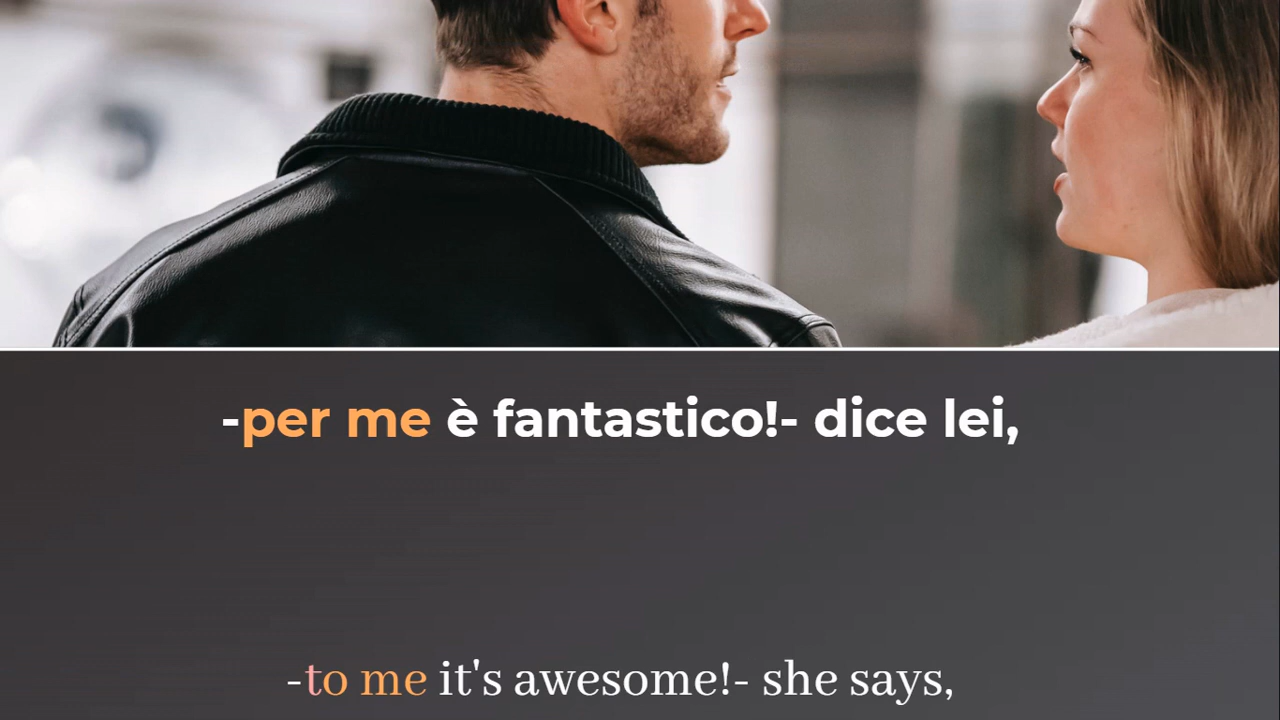 -per me è fantastico!- dice lei,
-to me it's awesome!- she says,